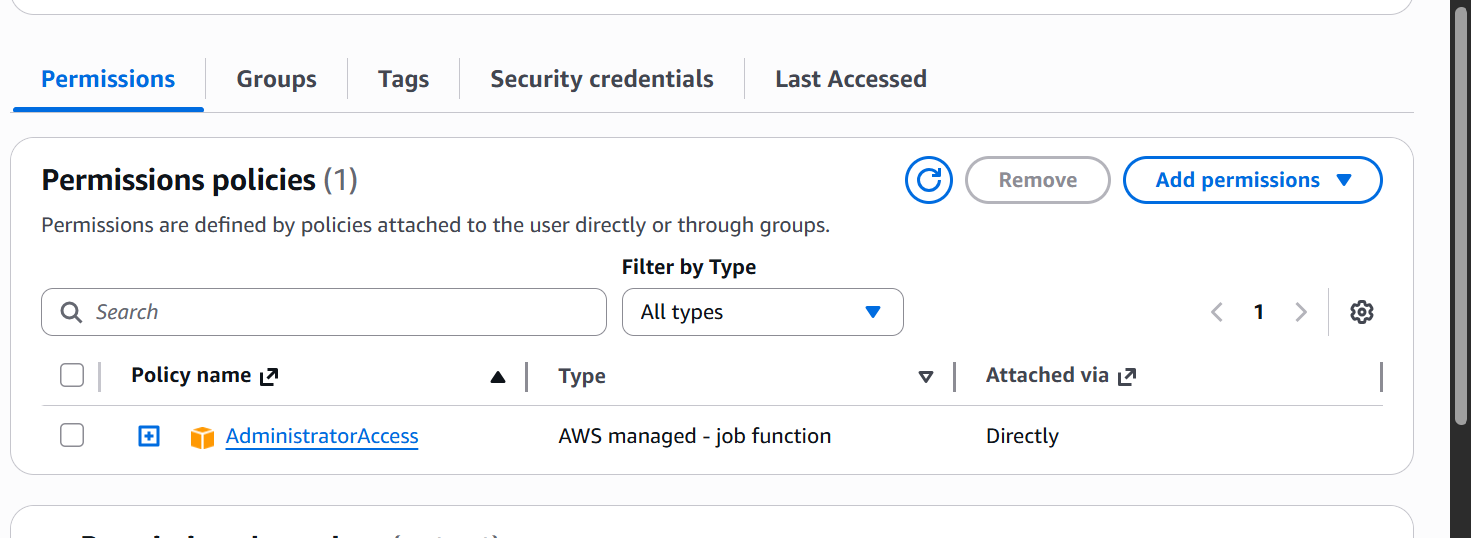 Permissions
Groups
Tags
Security credentials
Last Accessed
Permissions policies (1)
Remove
Add permissions
Permissions are defined by policies attached to the user directly or through groups.
Filter by Type
Search
All types
1
Policy name
Type
Attached via
AdministratorAccess
AWS managed - job function
Directly